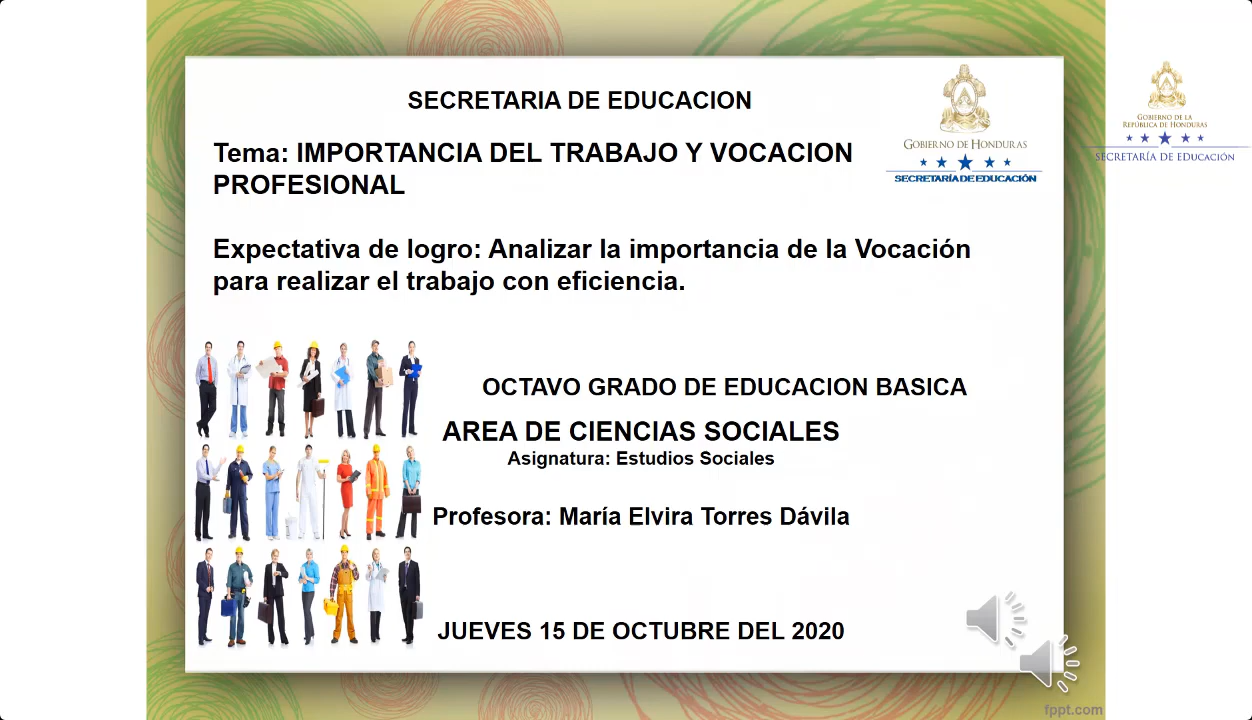 SECRETARIA DE EDUCACION
GOBIERNO DE HONDURAS
SECRETARÍA DE EDUCACIÓN
GOBIERNO DE LA
REPÚBLICA DE HONDURAS
SECRETARÍA DE EDUCACIÓN
Tema: IMPORTANCIA DEL TRABAJO Y VOCACION
PROFESIONAL
Expectativa de logro: Analizar la importancia de la Vocación
para realizar el trabajo con eficiencia.
OCTAVO GRADO DE EDUCACION BASICA
AREA DE CIENCIAS SOCIALES
Asignatura: Estudios Sociales
Profesora: María Elvira Torres Dávila
JUEVES 15 DE OCTUBRE DEL 2020
fppt.com